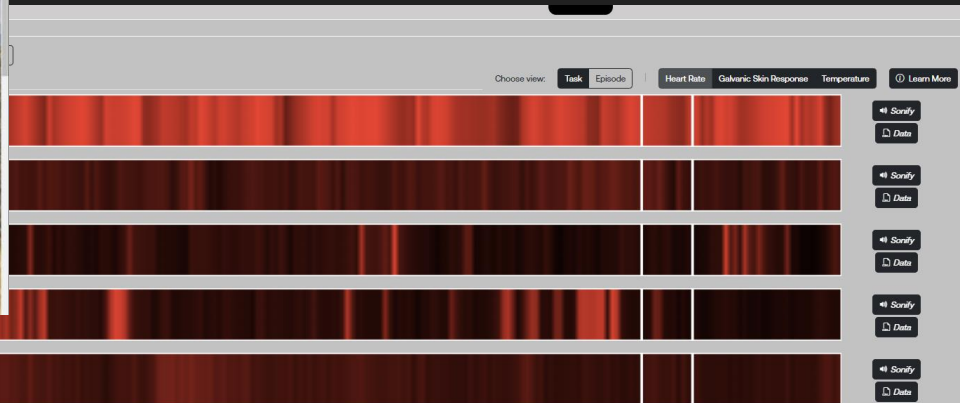 Choose view: Task Episode Heart Rate Galvanic Skin Response Temperature Learn More
Sonify
Data
Sonify
Data
Sonify
Data
Sonify
Data
Sonify
Data